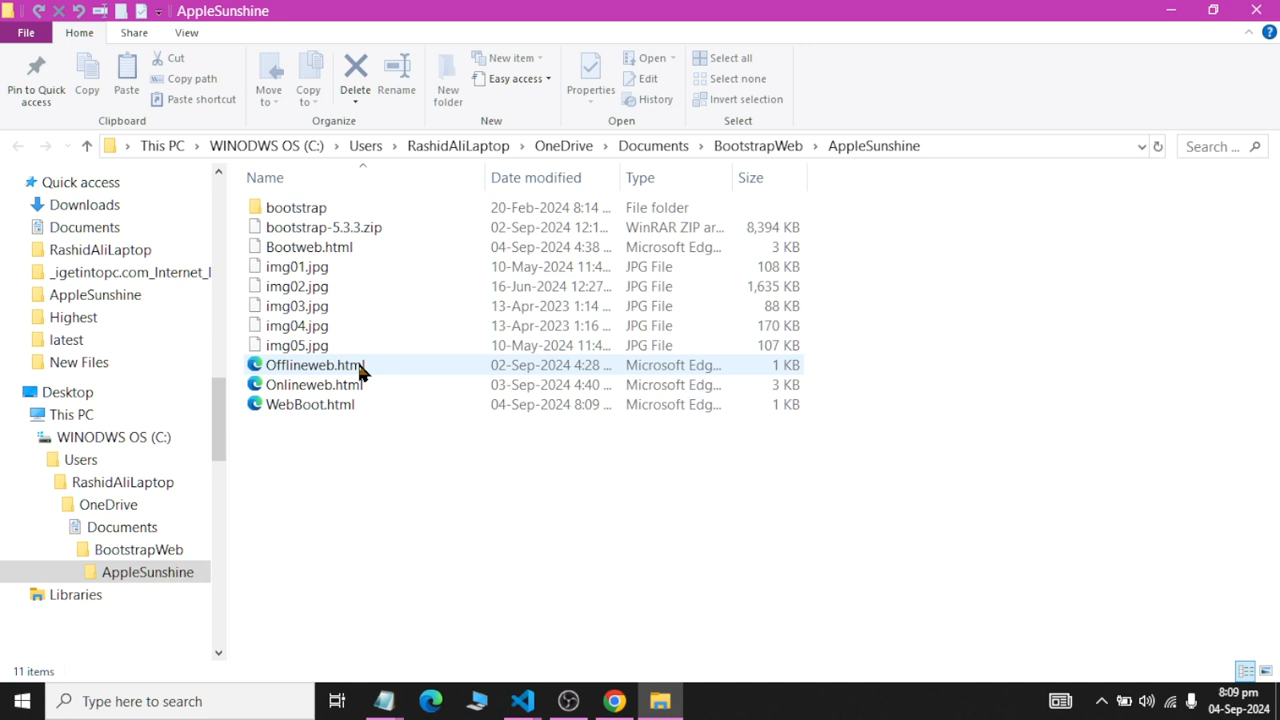 AppleSunshine
File Home Share View
Pin to Quick access
Copy
Paste
Cut
Copy path
Paste shortcut
Clipboard
Move to
Copy to
Delete
Rename
Organize
New folder
New item
Easy access
New
Properties
Open
Edit
History
Open
Select all
Select none
Invert selection
Select
This PC › WINODWS OS (C:) › Users › RashidAliLaptop › OneDrive › Documents › BootstrapWeb › AppleSunshine
Search ...
Quick access
Downloads
Documents
RashidAliLaptop
_igetintopc.com_Internet_
AppleSunshine
Highest
latest
New Files
Desktop
This PC
WINODWS OS (C:)
Users
RashidAliLaptop
OneDrive
Documents
BootstrapWeb
AppleSunshine
Libraries
Name Date modified Type Size
bootstrap 20-Feb-2024 8:14 ... File folder
bootstrap-5.3.3.zip 02-Sep-2024 12:1... WinRAR ZIP ar... 8,394 KB
Bootweb.html 04-Sep-2024 4:38 ... Microsoft Edg... 3 KB
img01.jpg 10-May-2024 11:4... JPG File 108 KB
img02.jpg 16-Jun-2024 12:27... JPG File 1,635 KB
img03.jpg 13-Apr-2023 1:14 ... JPG File 88 KB
img04.jpg 13-Apr-2023 1:16 ... JPG File 170 KB
img05.jpg 10-May-2024 11:4... JPG File 107 KB
Offlineweb.html 02-Sep-2024 4:28 ... Microsoft Edg... 1 KB
Onlineweb.html 03-Sep-2024 4:40 ... Microsoft Edg... 3 KB
WebBoot.html 04-Sep-2024 8:09 ... Microsoft Edg... 1 KB
11 items
Type here to search
8:09 pm
04-Sep-2024